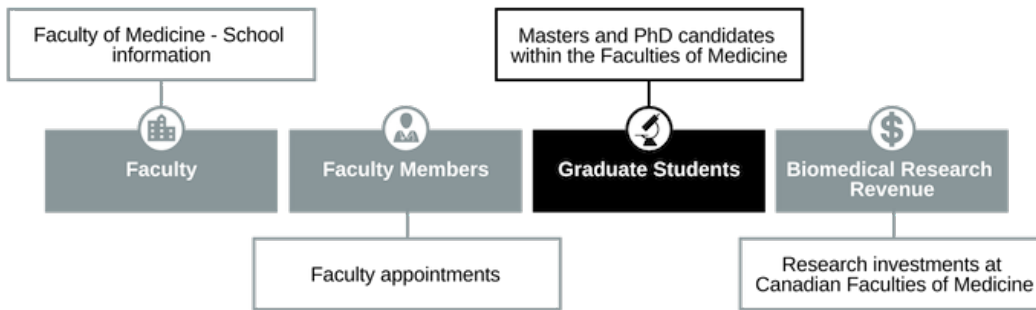 Faculty of Medicine - School
information
Masters and PhD candidates
within the Faculties of Medicine
Faculty
Faculty Members
Graduate Students
Biomedical Research
Revenue
Faculty appointments
Research investments at
Canadian Faculties of Medicine